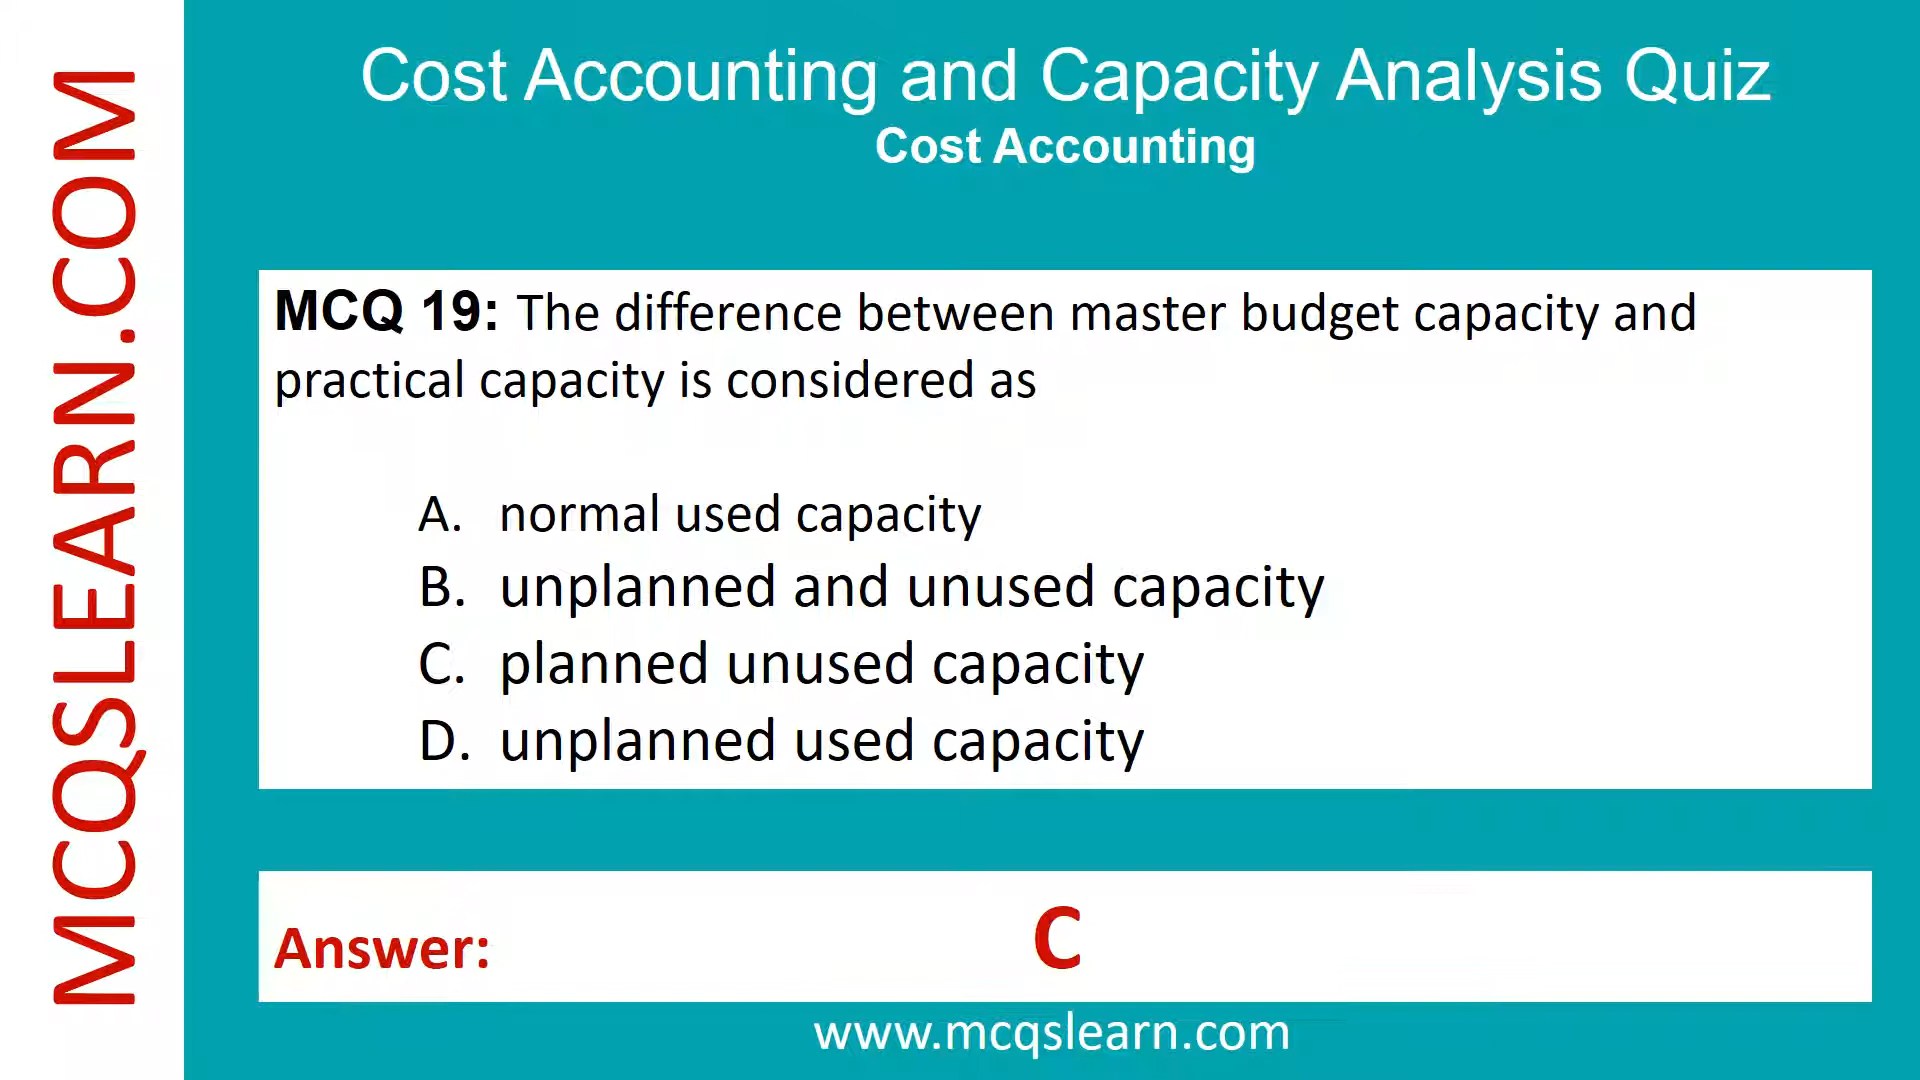 MCQSLEARN.COM
Cost Accounting and Capacity Analysis Quiz
Cost Accounting
MCQ 19: The difference between master budget capacity and
practical capacity is considered as
A. normal used capacity
B. unplanned and unused capacity
C. planned unused capacity
D. unplanned used capacity
Answer: C
www.mcqslearn.com